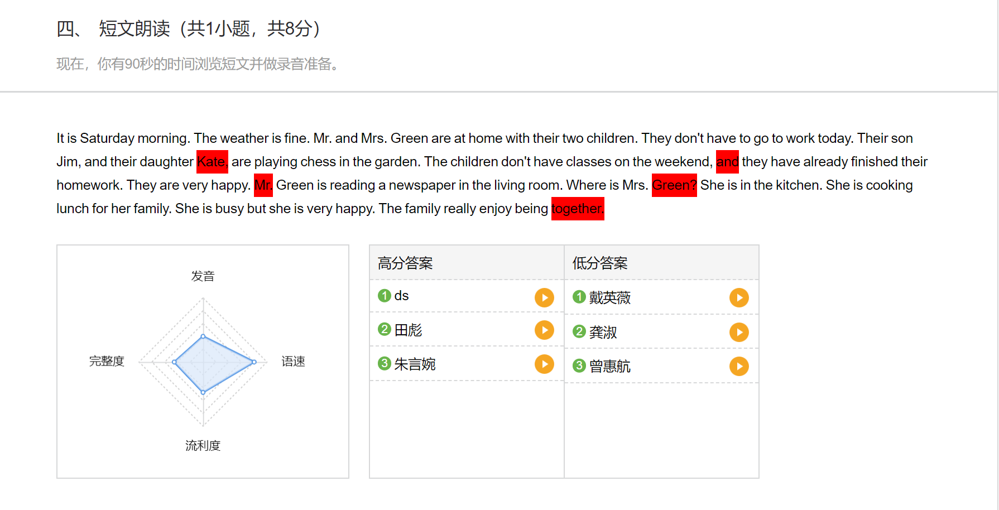 四、 短文朗读（共1小题，共8分）
现在，你有90秒的时间浏览短文并做录音准备。
It is Saturday morning. The weather is fine. Mr. and Mrs. Green are at home with their two children. They don't have to go to work today. Their son
Jim, and their daughter Kate, are playing chess in the garden. The children don't have classes on the weekend, and they have already finished their
homework. They are very happy. Mr. Green is reading a newspaper in the living room. Where is Mrs. Green? She is in the kitchen. She is cooking
lunch for her family. She is busy but she is very happy. The family really enjoy being together.
发音
完整度
语速
流利度
高分答案
1 ds
2 田彪
3 朱言婉
低分答案
1 戴英薇
2 龚淑
3 曾惠航